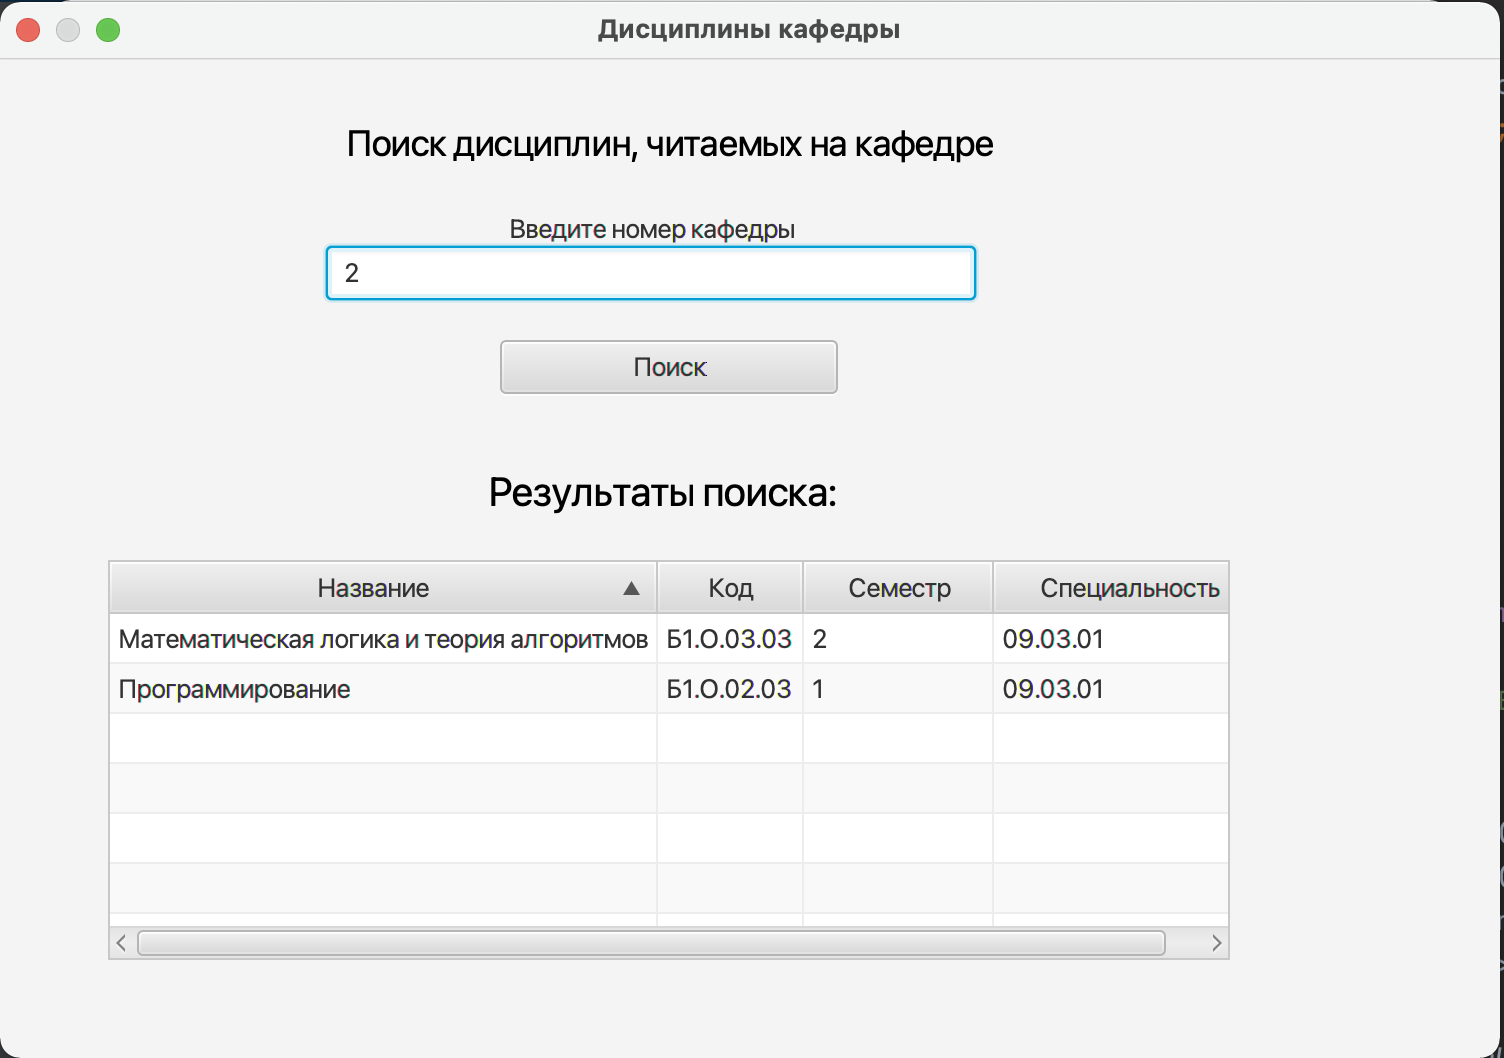 Дисциплины кафедры
Поиск дисциплин, читаемых на кафедре
Введите номер кафедры
2
Поиск
Результаты поиска:
Название Код Семестр Специальность
Математическая логика и теория алгоритмов Б1.О.03.03 2 09.03.01
Программирование Б1.О.02.03 1 09.03.01